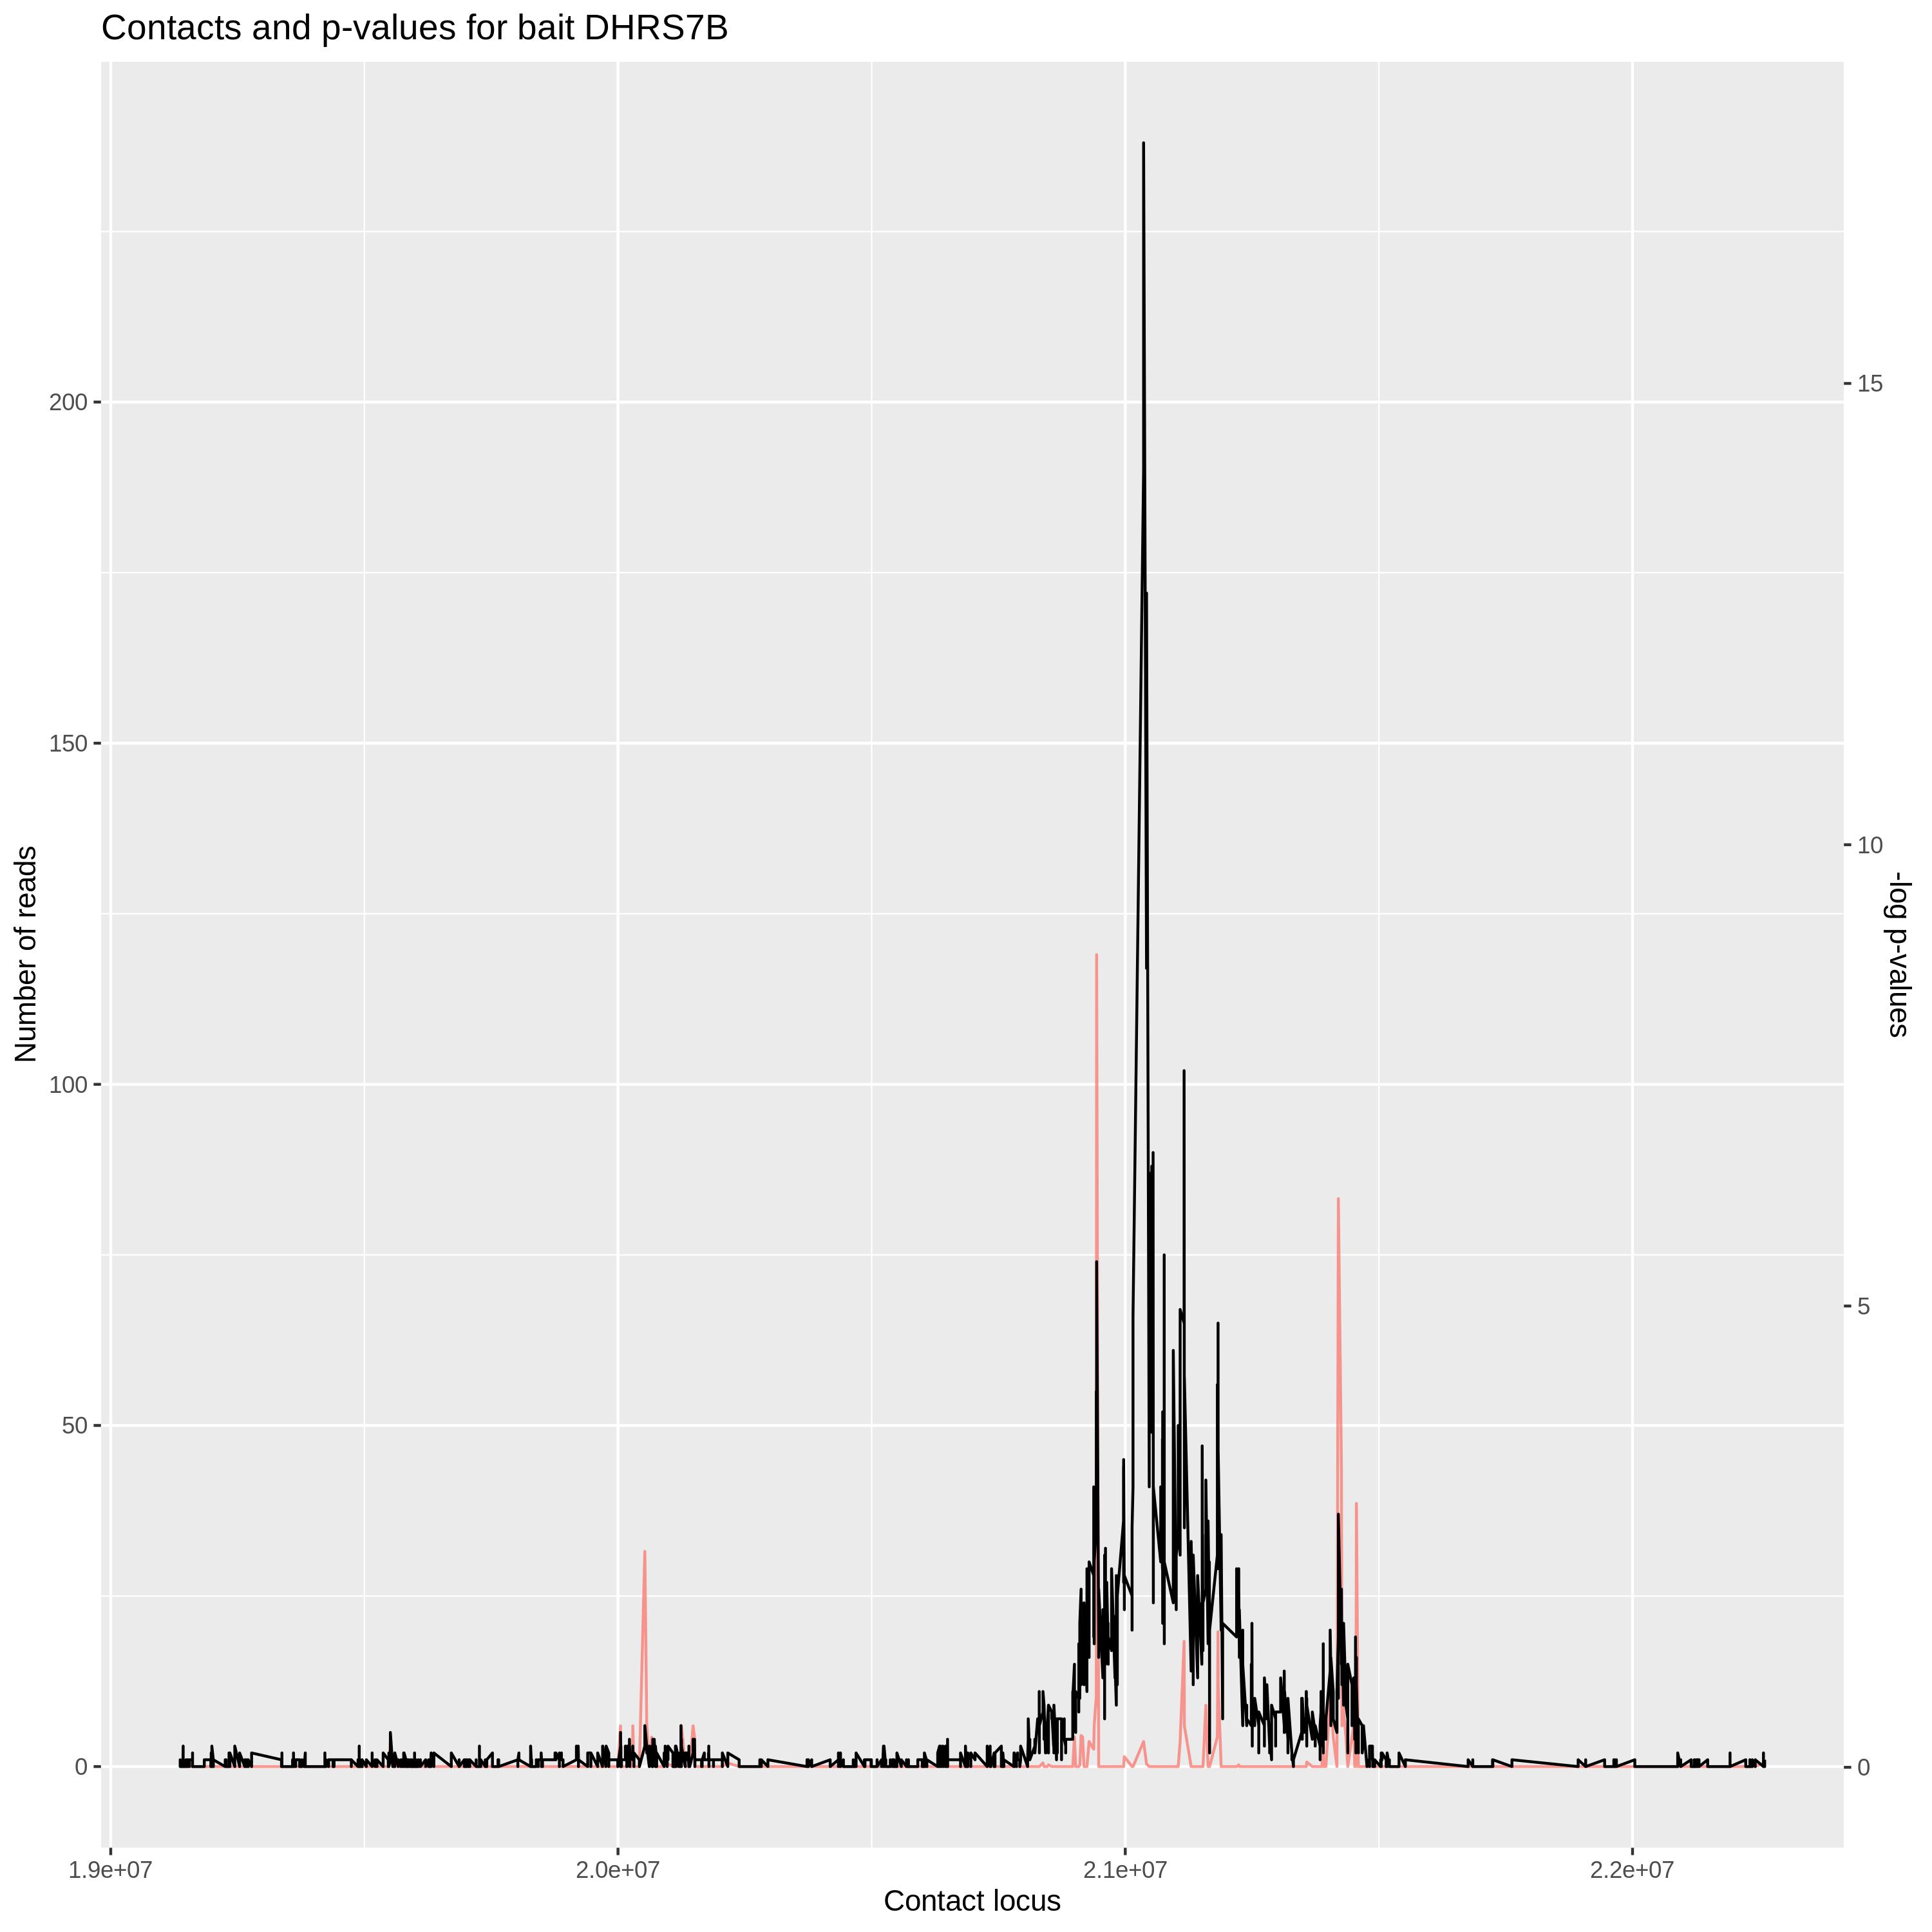 Contacts and p-values for bait DHRS7B
200
150
100
50
0
Number of reads
15
10
5
0
-log p-values
1.9e+07
2.0e+07
2.1e+07
2.2e+07
Contact locus